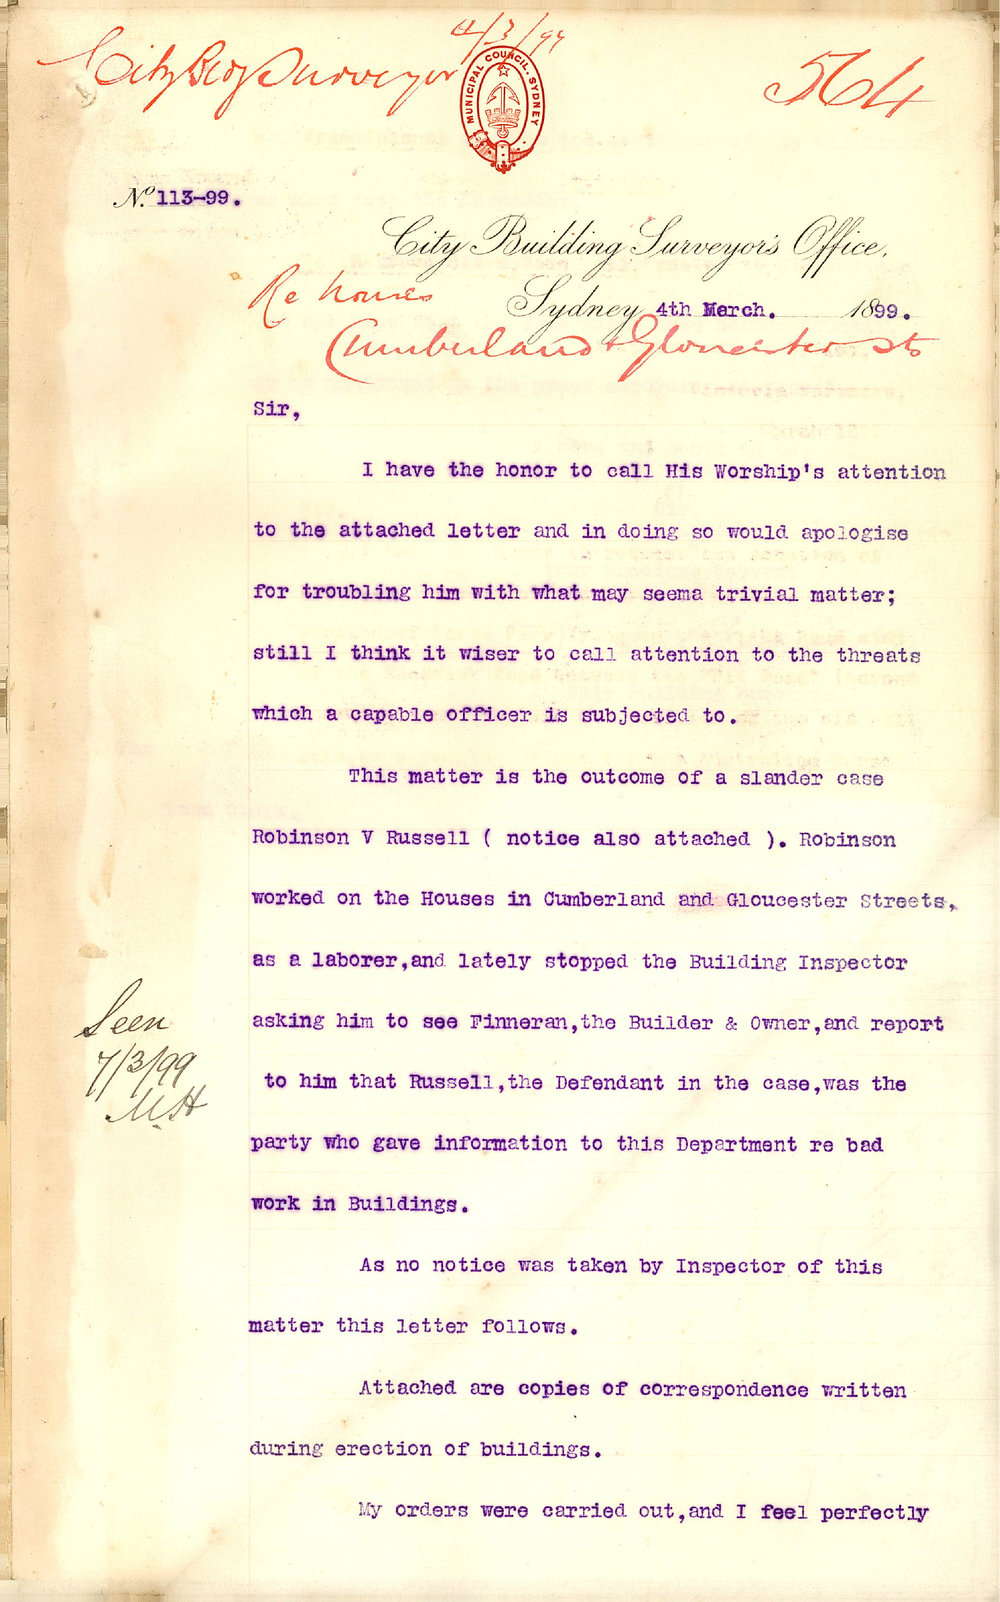 4/3/99
City Bldg Surveyor
564
MUNICIPAL COUNCIL. SYDNEY
No. 113-99.
City Building Surveyor's Office,
Re houses
Sydney 4th March. 1899.
Cumberland & Gloucester Sts
Sir,
I have the honor to call His Worship's attention
to the attached letter and in doing so would apologise
for troubling him with what may seema trivial matter;
still I think it wiser to call attention to the threats
which a capable officer is subjected to.
This matter is the outcome of a slander case
Robinson V Russell ( notice also attached ). Robinson
worked on the Houses in Cumberland and Gloucester Streets,
as a laborer,and lately stopped the Building Inspector
asking him to see Finneran,the Builder & Owner,and report
to him that Russell,the Defendant in the case,was the
party who gave information to this Department re bad
work in Buildings.
As no notice was taken by Inspector of this
matter this letter follows.
Attached are copies of correspondence written
during erection of buildings.
My orders were carried out,and I feel perfectly
Seen
7/3/99
M.H